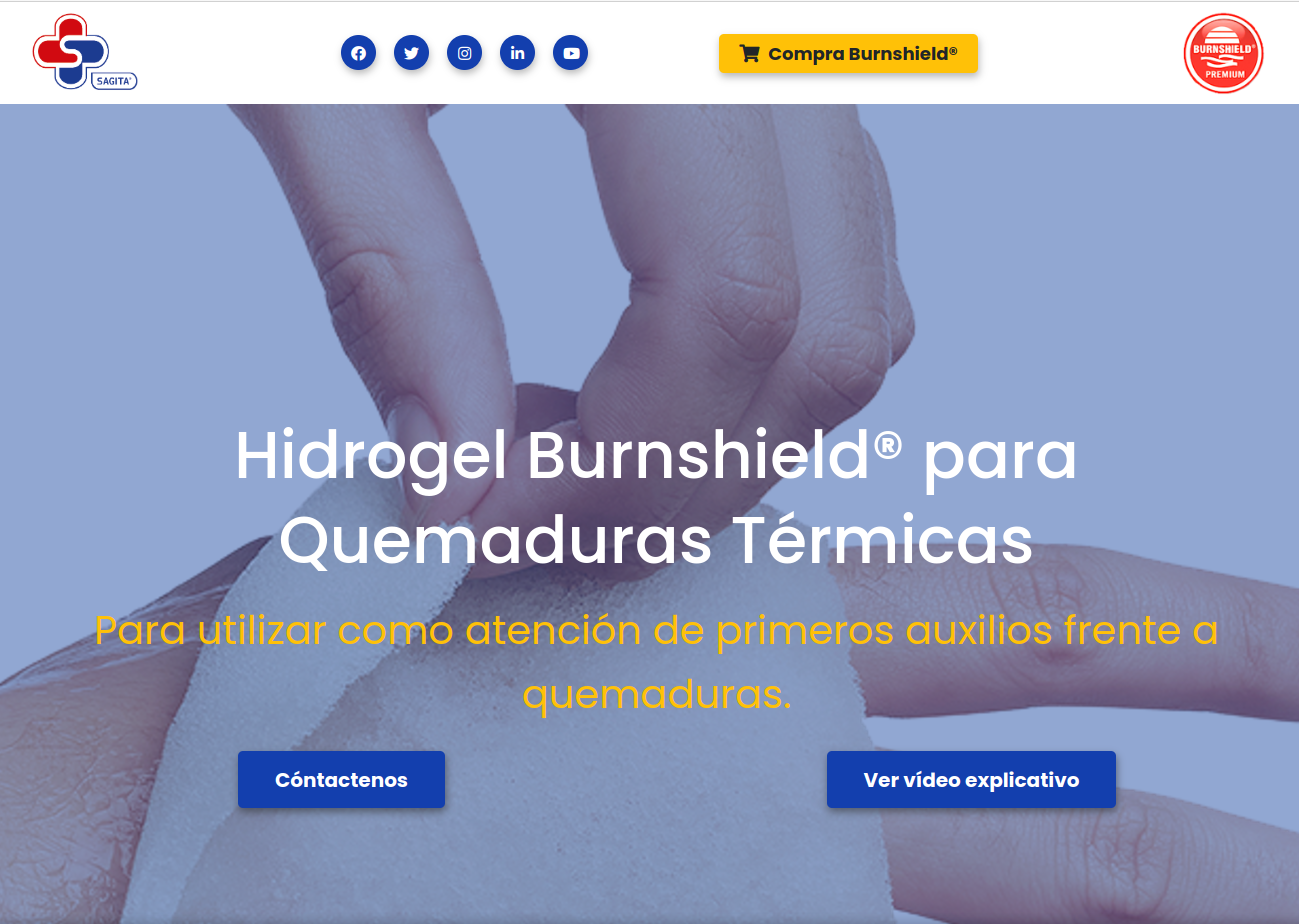 SAGITA®
Compra Burnshield®
BURNSHIELD®
PREMIUM
Hidrogel Burnshield® para
Quemaduras Térmicas
Para utilizar como atención de primeros auxilios frente a
quemaduras.
Cóntactenos
Ver vídeo explicativo